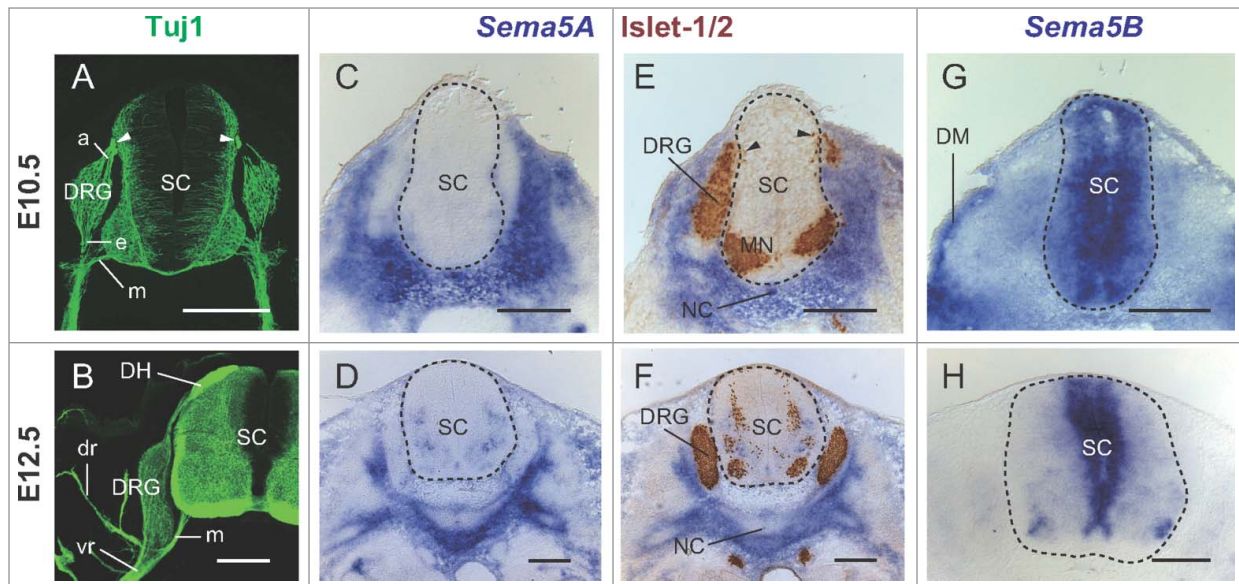 Tuj1 Sema5A Islet-1/2 Sema5B
E10.5
A
a
DRG
SC
e
m
C
SC
E
DRG
SC
MN
NC
G
DM
SC
E12.5
B
DH
SC
dr
DRG
vr
m
D
SC
F
DRG
SC
NC
H
SC